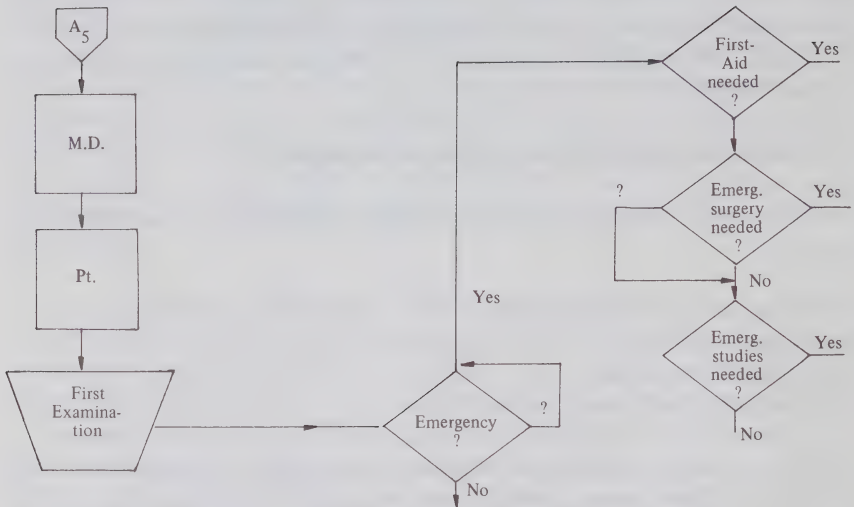 A5
M.D.
Pt.
First
Examina-
tion
Emergency
?
?
No
Yes
First-
Aid
needed
?
Yes
Emerg.
surgery
needed
?
?
Yes
No
Emerg.
studies
needed
?
Yes
No